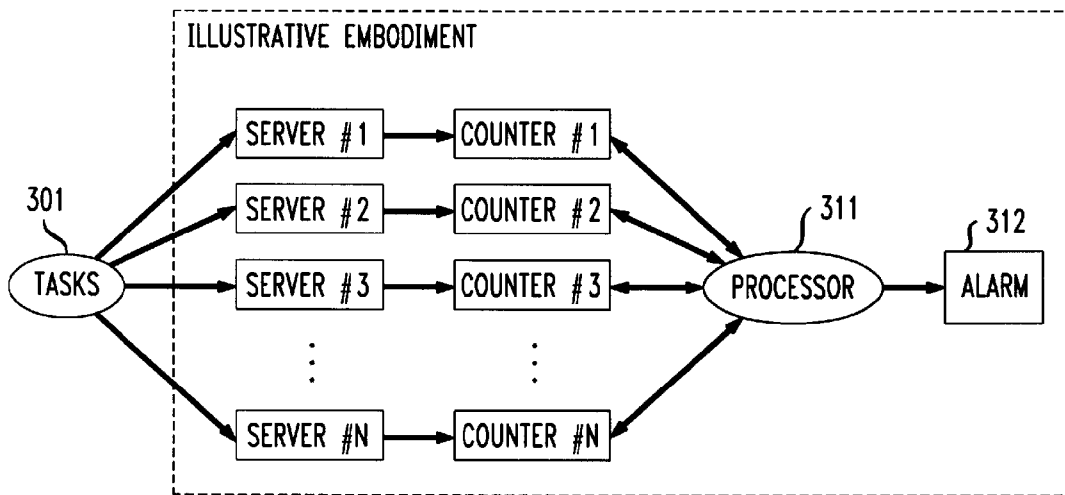 ILLUSTRATIVE EMBODIMENT
SERVER #1
COUNTER #1
301
SERVER #2
COUNTER #2
311
312
TASKS
SERVER #3
COUNTER #3
PROCESSOR
ALARM
SERVER #N
COUNTER #N